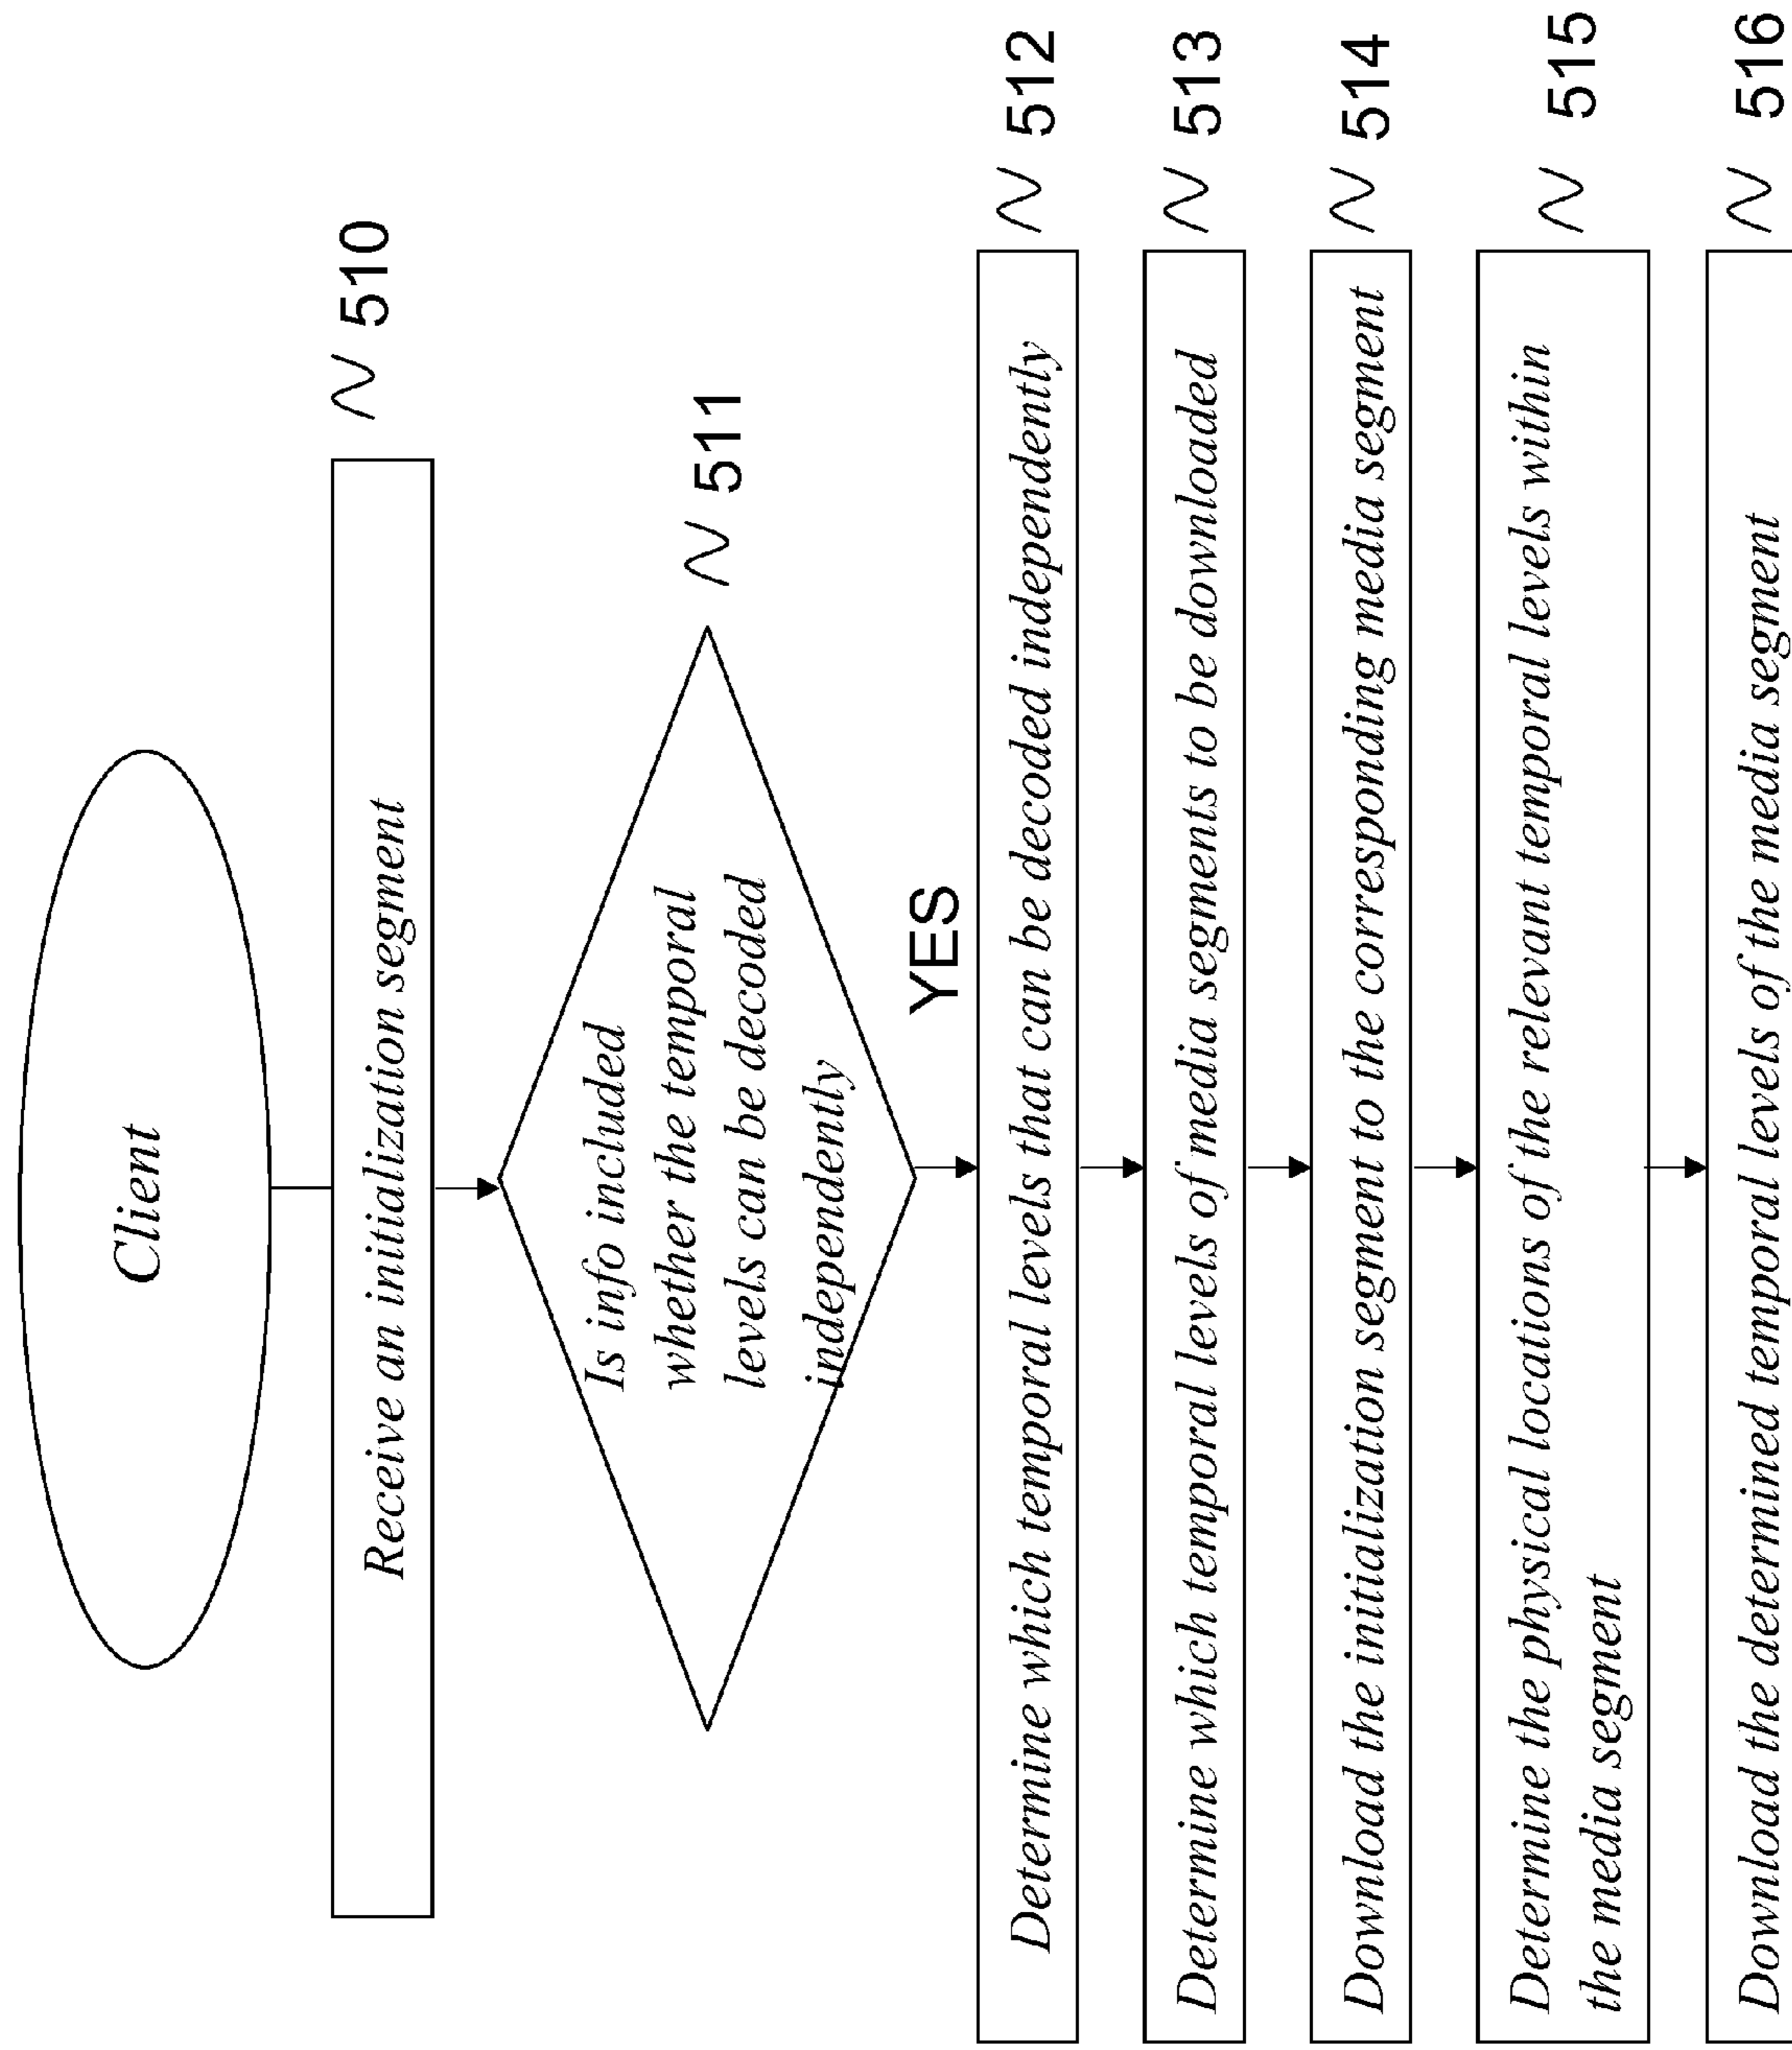 Client
Receive an initialization segment
510
Is info included
whether the temporal
levels can be decoded
independently
511
YES
Determine which temporal levels that can be decoded independently
512
Determine which temporal levels of media segments to be downloaded
513
Download the initialization segment to the corresponding media segment
514
Determine the physical locations of the relevant temporal levels within
the media segment
515
Download the determined temporal levels of the media segment
516